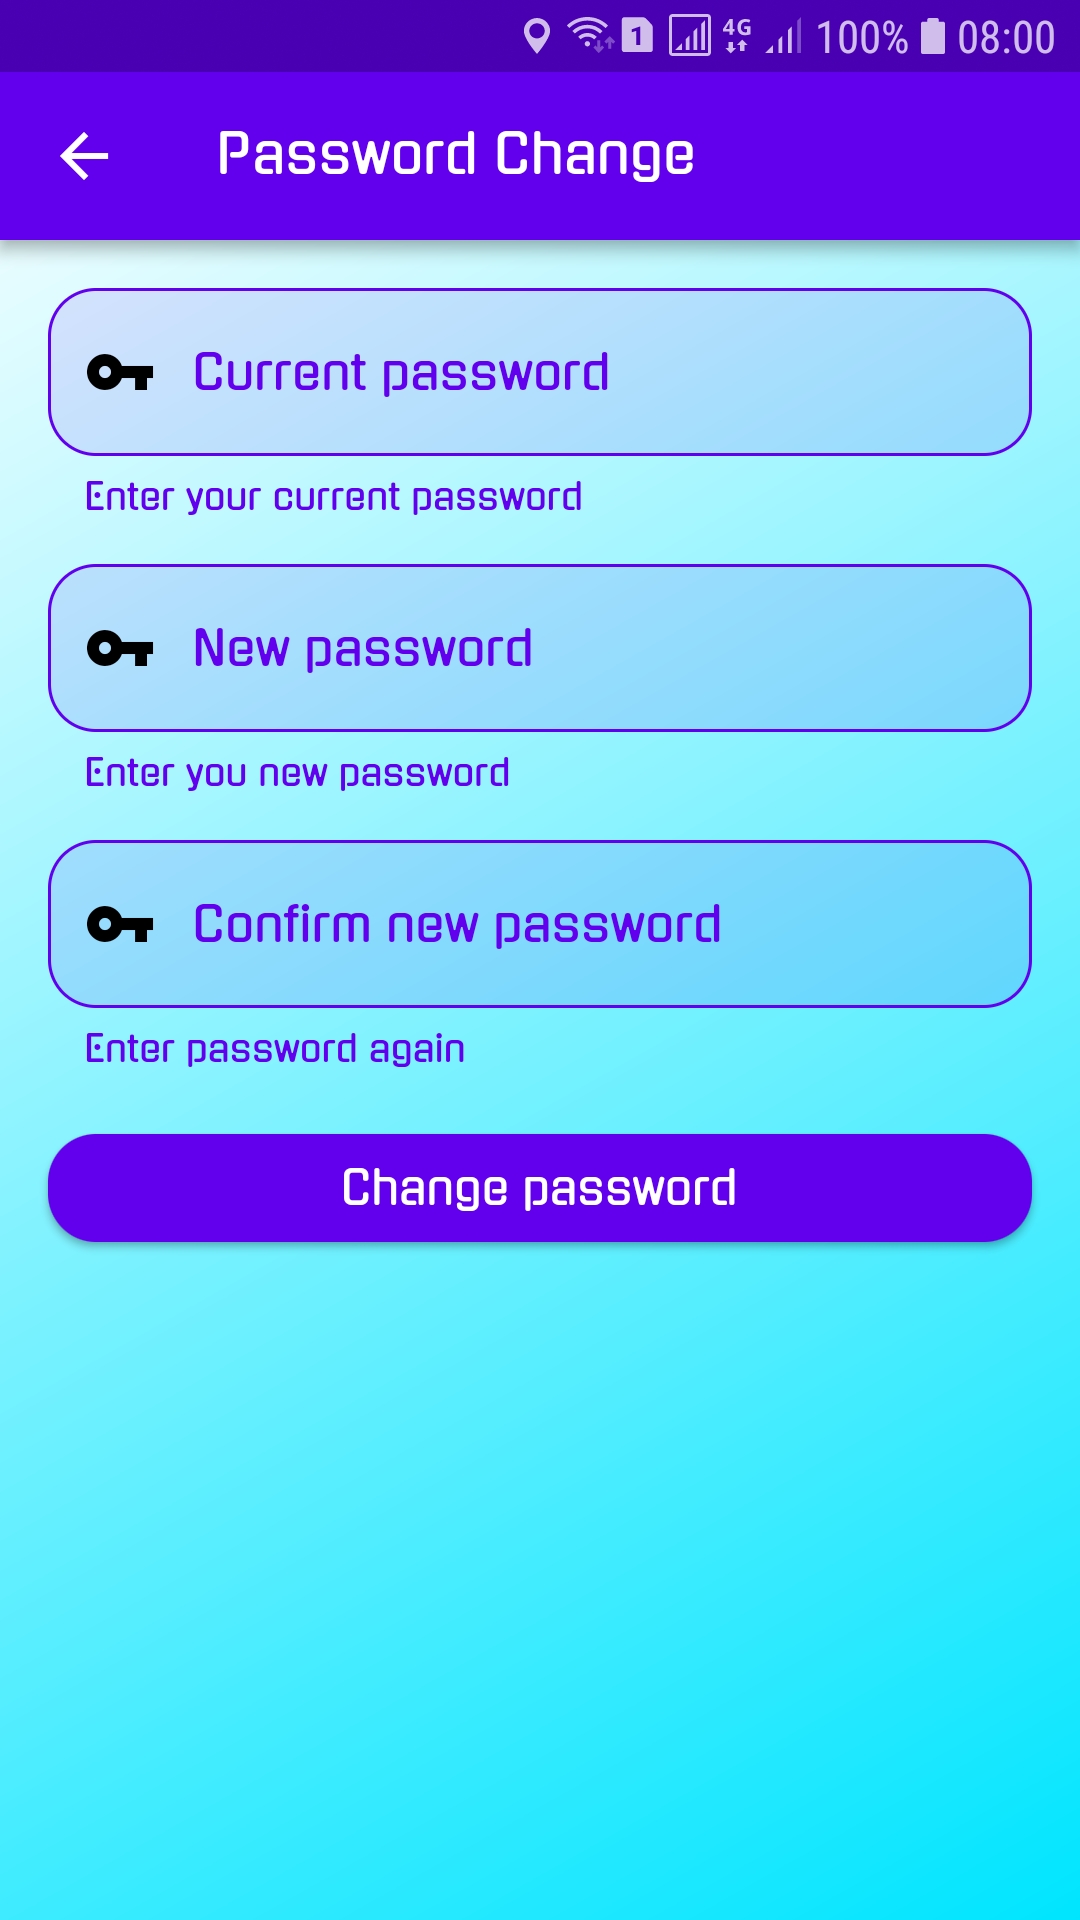 1 4G 100% 08:00
Password Change
Current password
Enter your current password
New password
Enter you new password
Confirm new password
Enter password again
Change password